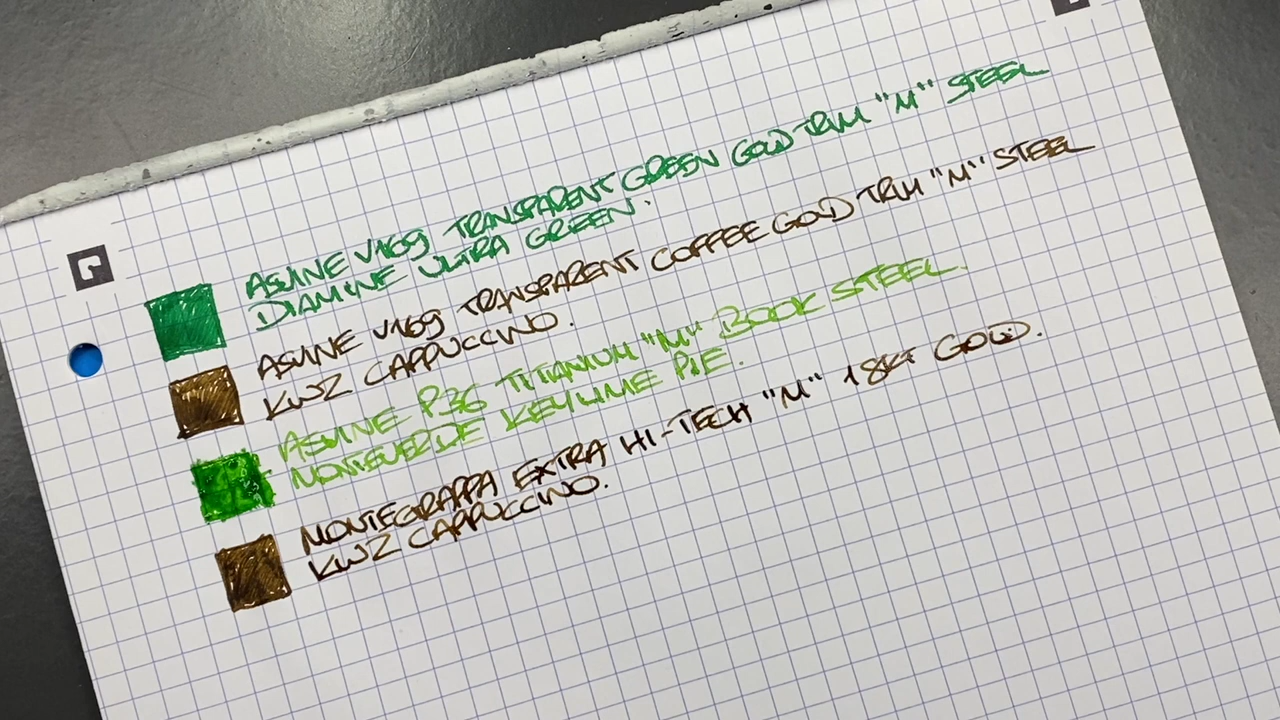 ASVINE V169 TRANSPARENT GREEN GOLD TRIM "M" STEEL
DIAMINE ULTRA GREEN.
ASVINE V169 TRANSPARENT COFFEE GOLD TRIM "M" STEEL
KWZ CAPPUCCINO.
ASVINE P36 TITANIUM "M" BOCK STEEL.
MONTEVERDE KEYLIME PIE.
MONTEGRAPPA EXTRA HI-TECH "M" 18KT GOLD.
KWZ CAPPUCCINO.